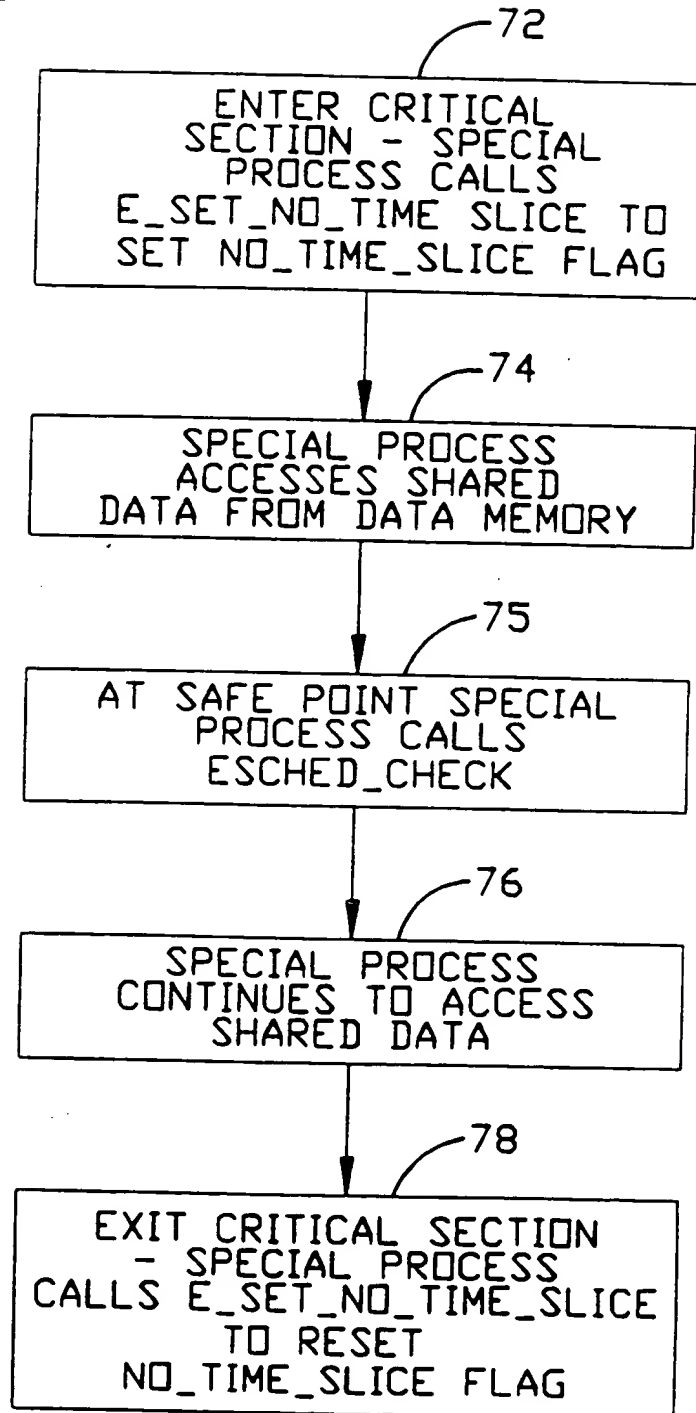 72
ENTER CRITICAL
SECTION - SPECIAL
PROCESS CALLS
E_SET_NO_TIME SLICE TO
SET NO_TIME_SLICE FLAG
74
SPECIAL PROCESS
ACCESSES SHARED
DATA FROM DATA MEMORY
75
AT SAFE POINT SPECIAL
PROCESS CALLS
ESCHED_CHECK
76
SPECIAL PROCESS
CONTINUES TO ACCESS
SHARED DATA
78
EXIT CRITICAL SECTION
- SPECIAL PROCESS
CALLS E_SET_NO_TIME_SLICE
TO RESET
NO_TIME_SLICE FLAG